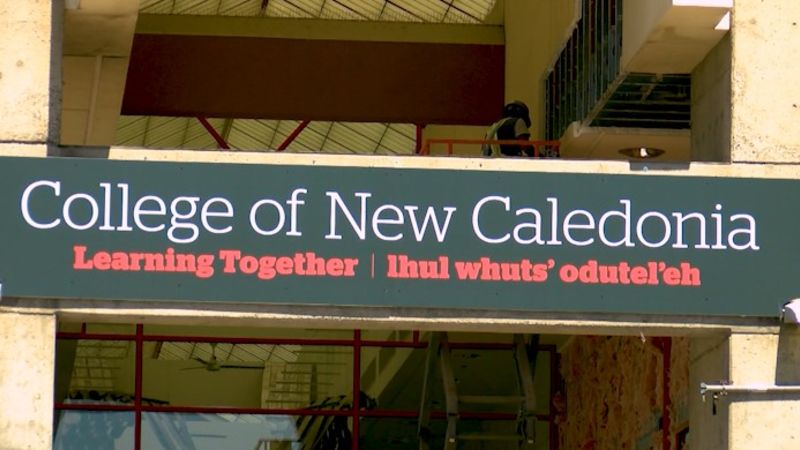 College of New Caledonia
Learning Together | lhul whuts' odutel'eh